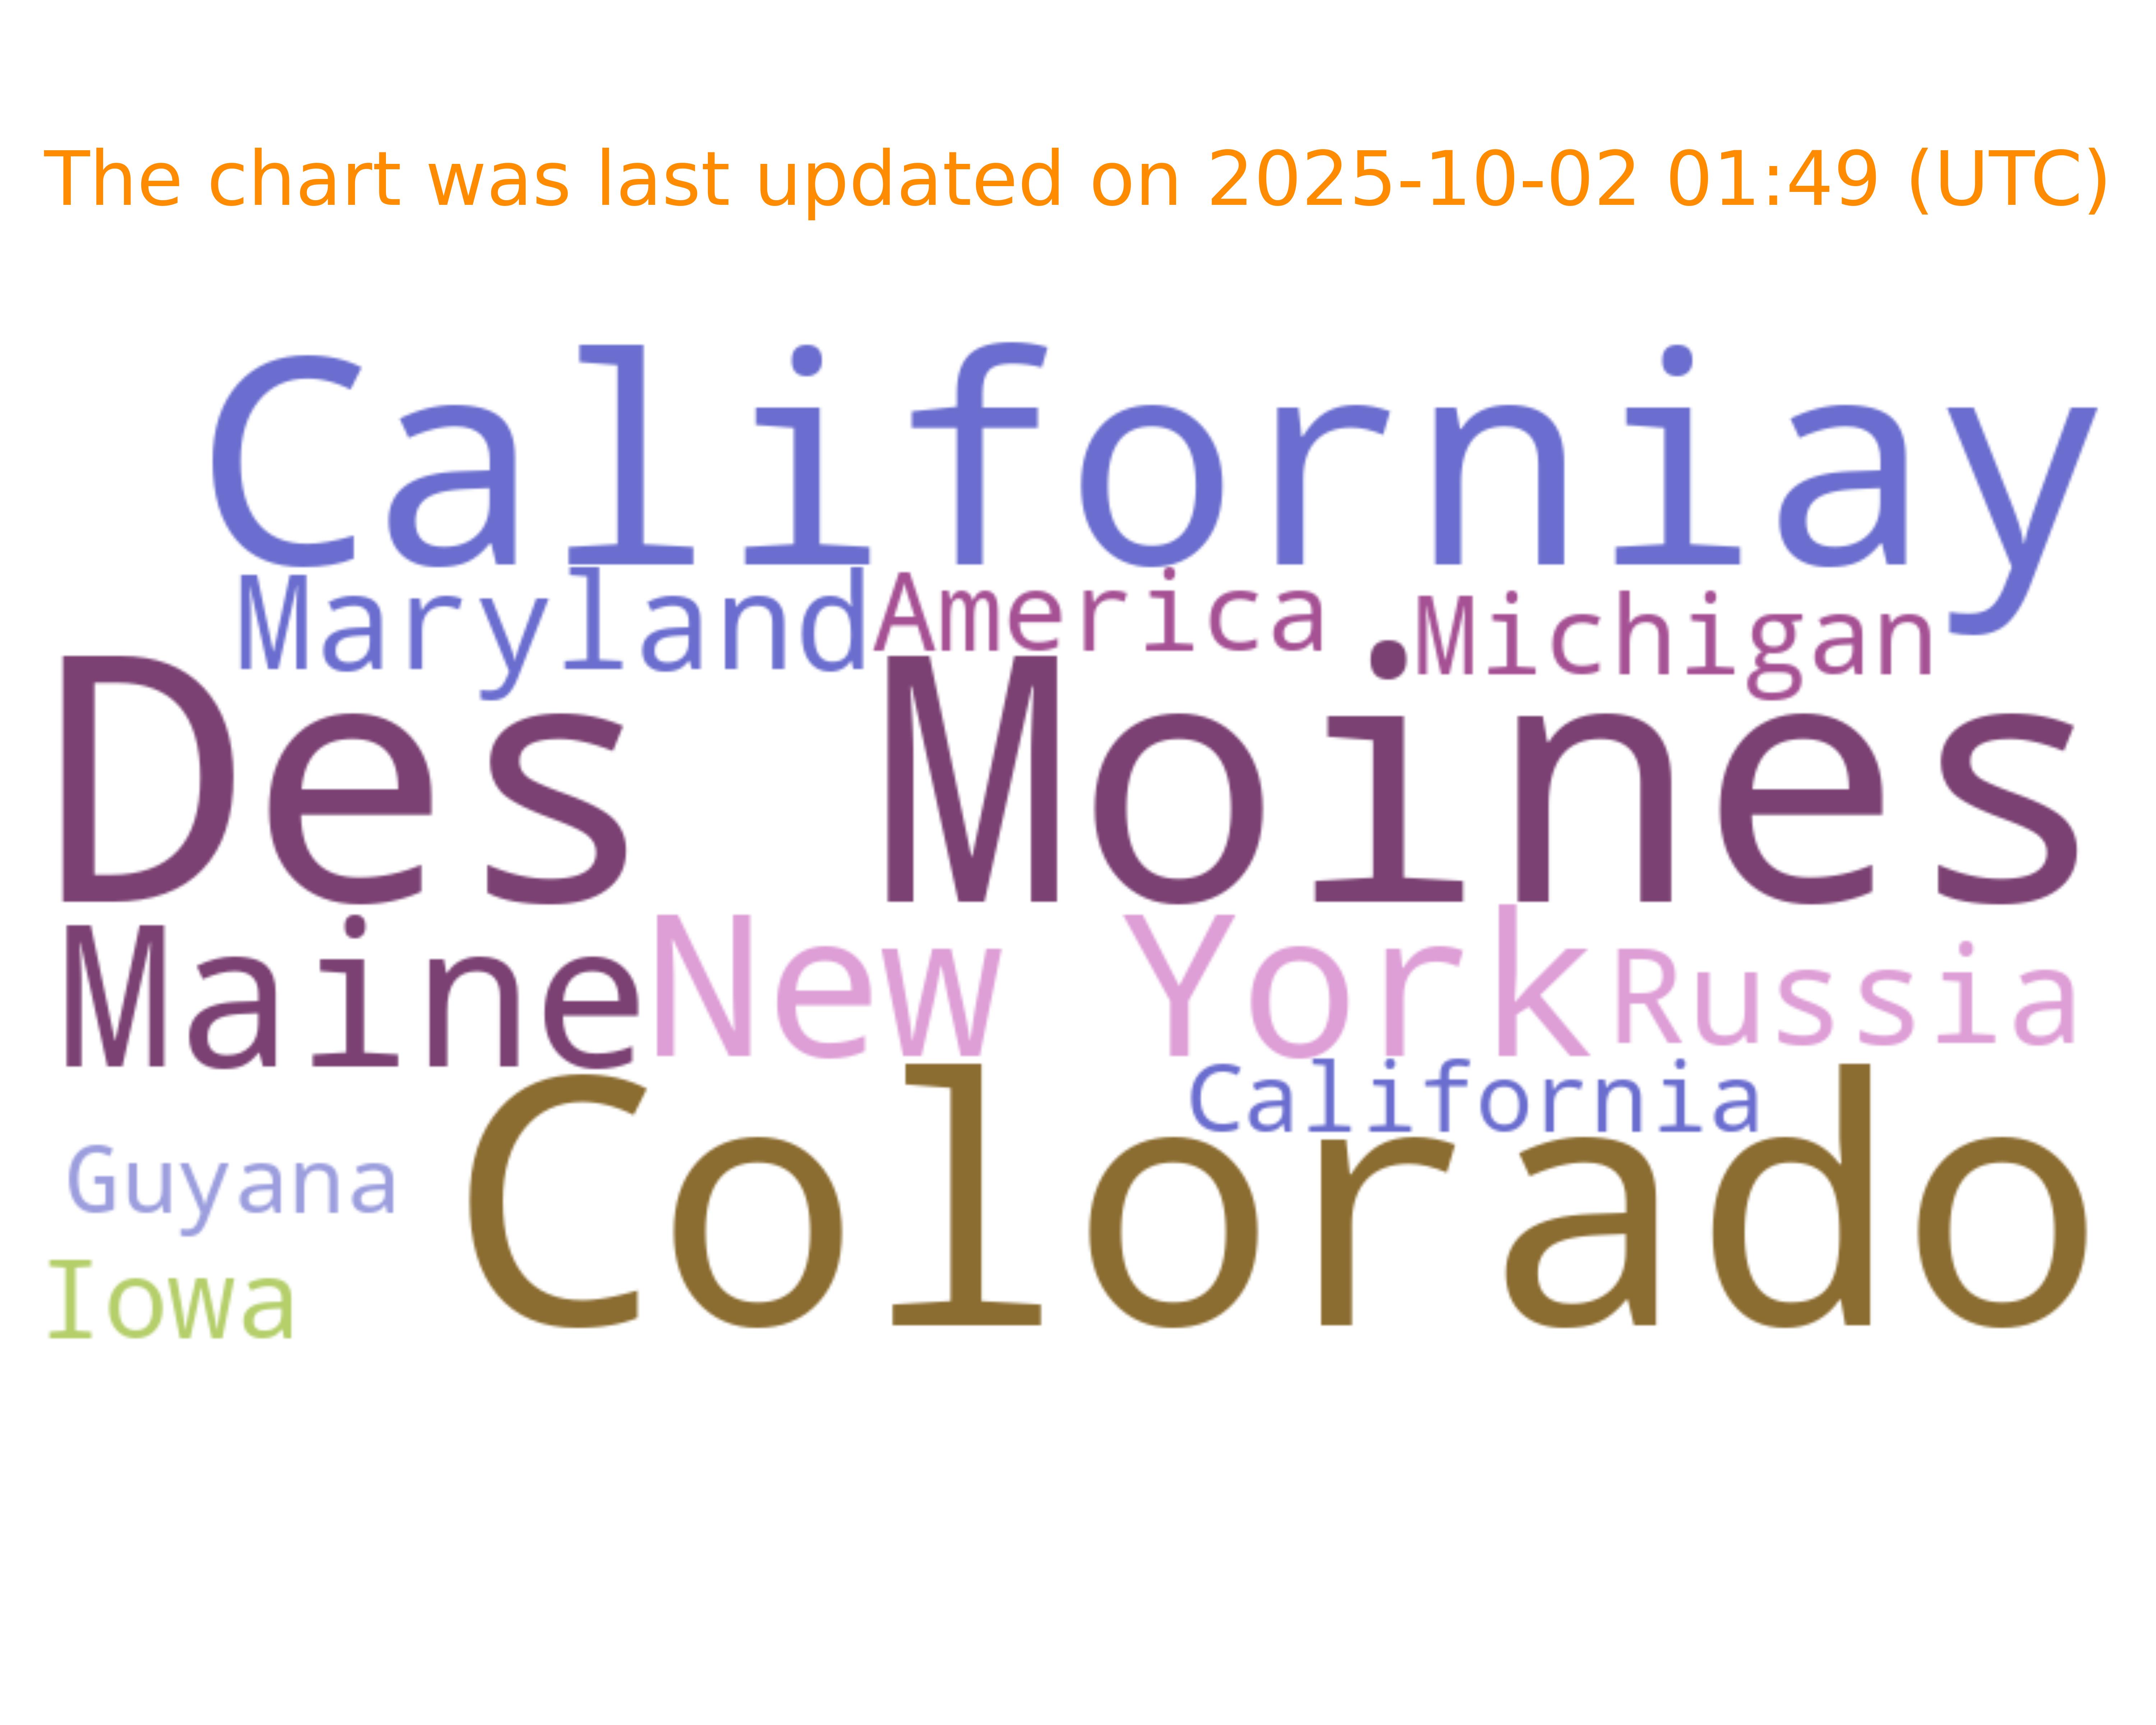 The chart was last updated on 2025-10-02 01:49 (UTC)
Californiay
Maryland America Michigan
Des Moines
Maine New York Russia
California
Guyana Colorado
Iowa